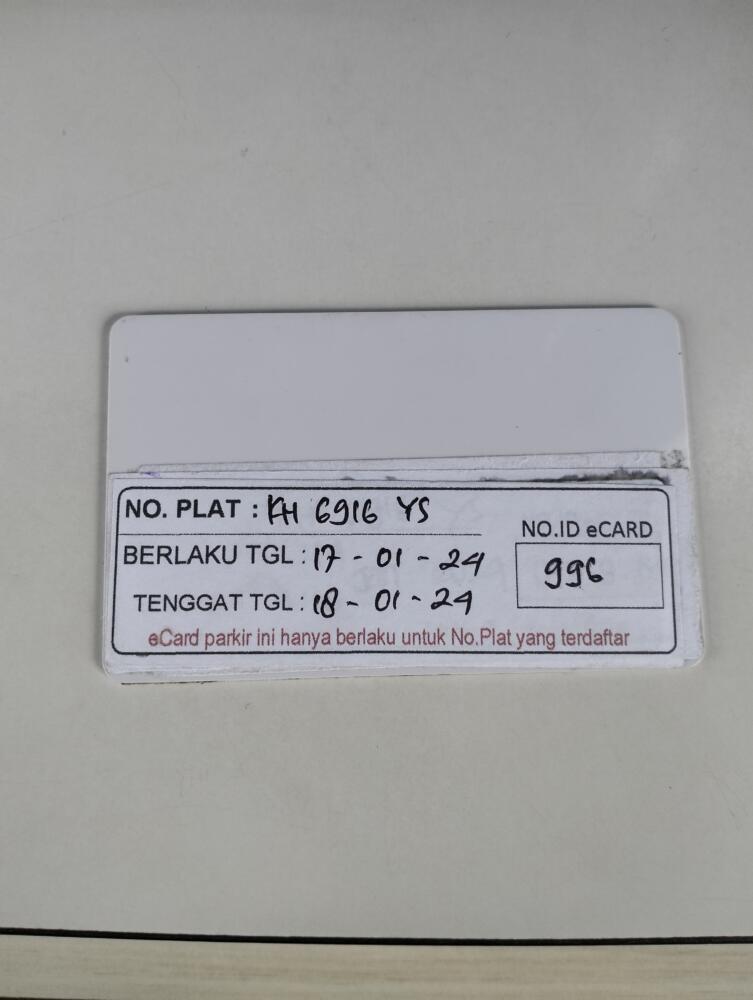 NO. PLAT : KH 6916 YS
NO.ID eCARD
BERLAKU TGL : 17 - 01 - 24
996
TENGGAT TGL : 18 - 01 - 24
eCard parkir ini hanya berlaku untuk No.Plat yang terdaftar